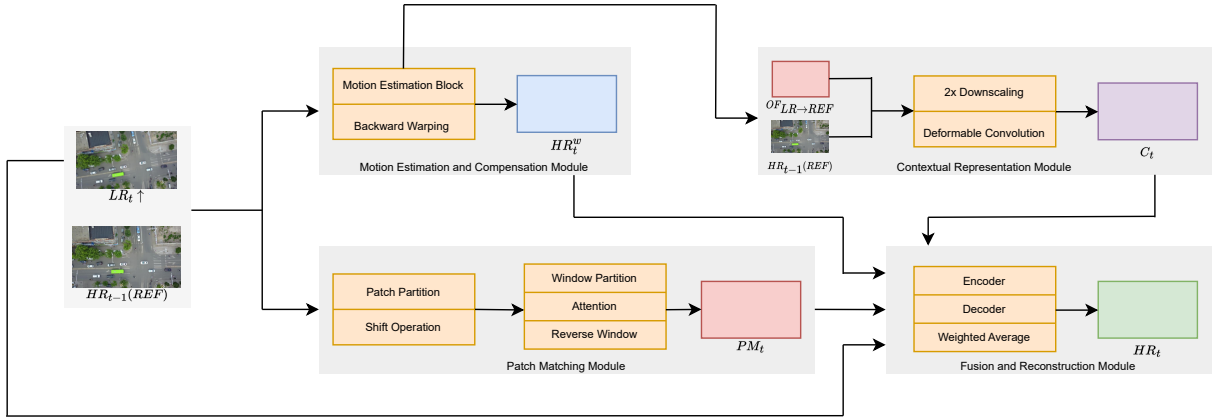 LR_t ↑
HR_{t-1}(REF)
Motion Estimation Block
Backward Warping
HR_t^w
Motion Estimation and Compensation Module
OF_{LR→REF}
HR_{t-1}(REF)
2x Downscaling
Deformable Convolution
C_t
Contextual Representation Module
Patch Partition
Shift Operation
Window Partition
Attention
Reverse Window
PM_t
Patch Matching Module
Encoder
Decoder
Weighted Average
HR_t
Fusion and Reconstruction Module